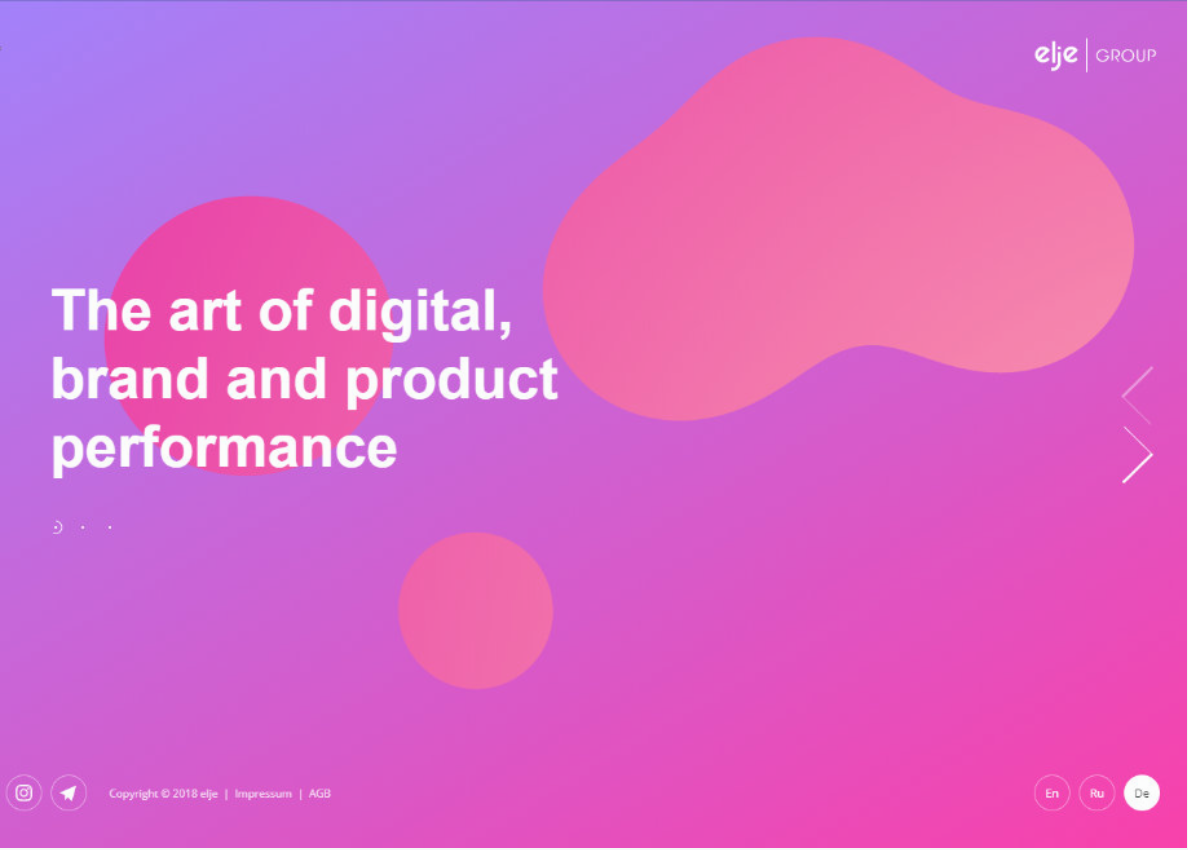 elje GROUP
The art of digital,
brand and product
performance
Copyright © 2018 elje | Impressum | AGB
En Ru De